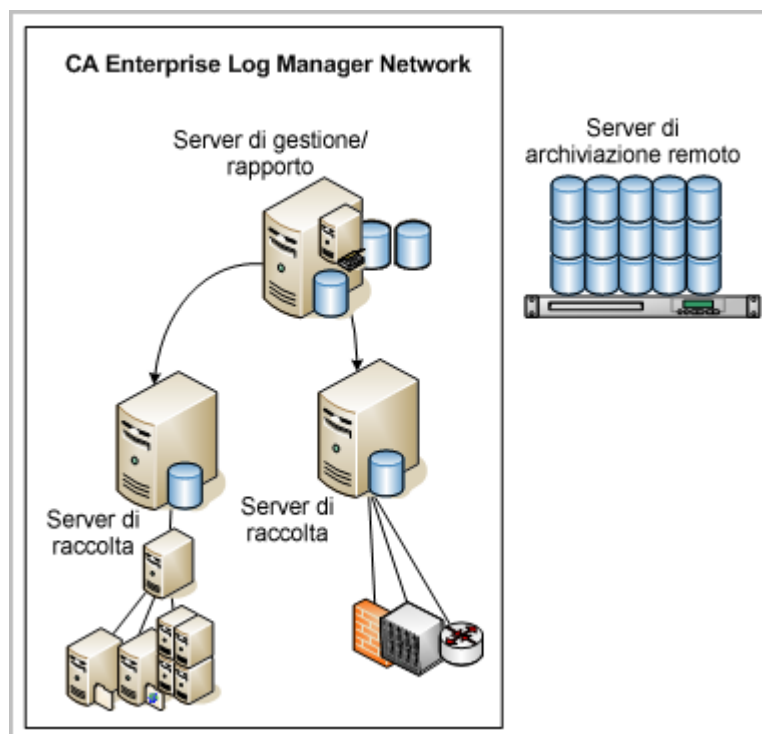 CA Enterprise Log Manager Network
Server di gestione/
rapporto
Server di
archiviazione remoto
Server di
raccolta
Server di
raccolta